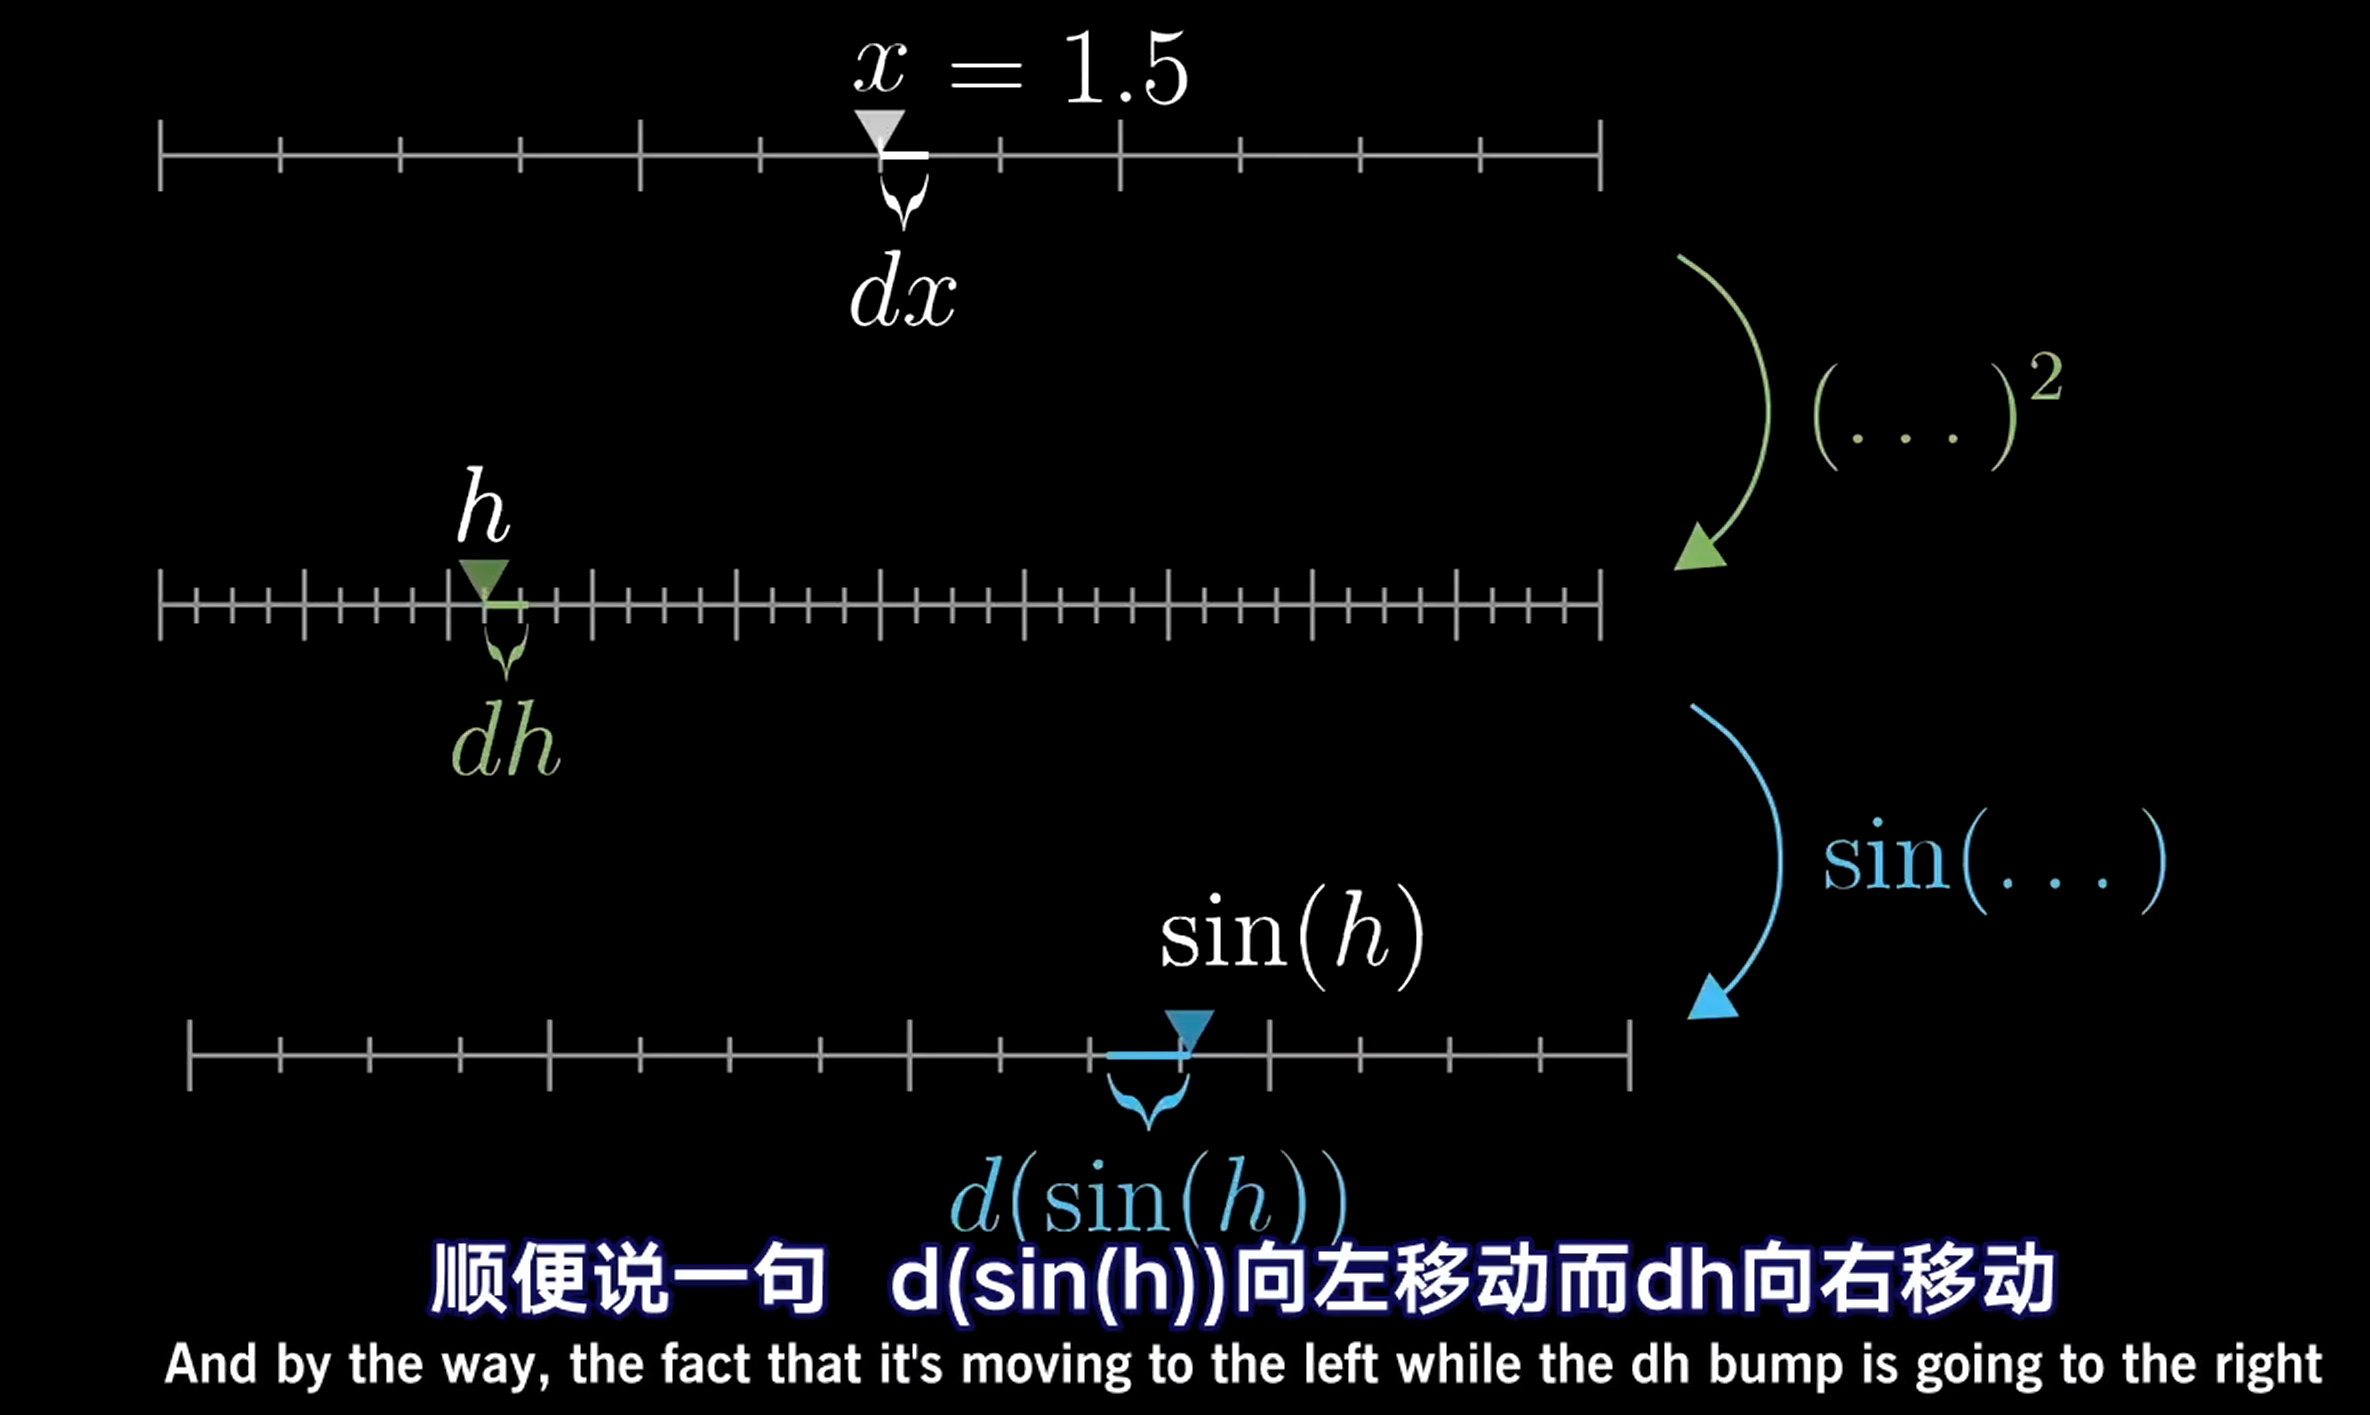 x = 1.5
dx
(...)²
h
dh
sin(...)
sin(h)
d(sin(h))
顺便说一句 d(sin(h))向左移动而dh向右移动
And by the way, the fact that it's moving to the left while the dh bump is going to the right